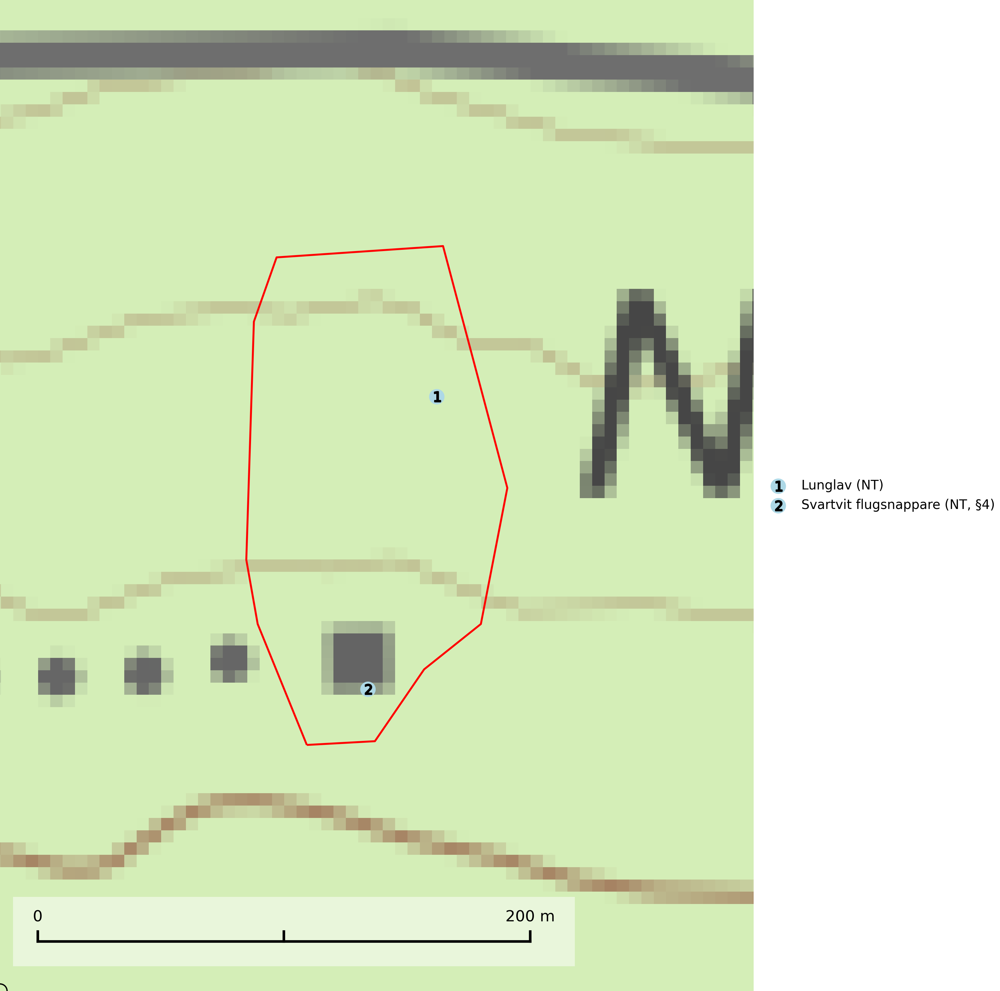 1
2
1 Lunglav (NT)
2 Svartvit flugsnappare (NT, §4)
0 200 m